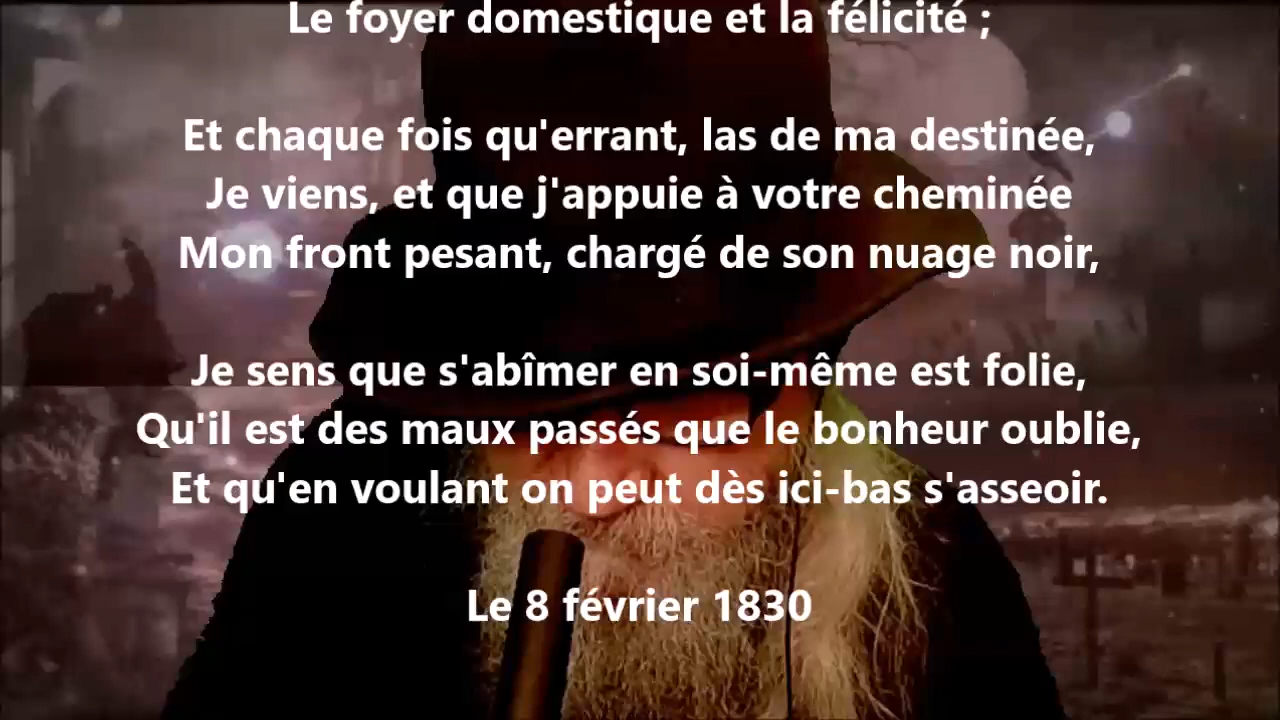 Le foyer domestique et la félicité ;
Et chaque fois qu'errant, las de ma destinée,
Je viens, et que j'appuie à votre cheminée
Mon front pesant, chargé de son nuage noir,
Je sens que s'abîmer en soi-même est folie,
Qu'il est des maux passés que le bonheur oublie,
Et qu'en voulant on peut dès ici-bas s'asseoir.
Le 8 février 1830